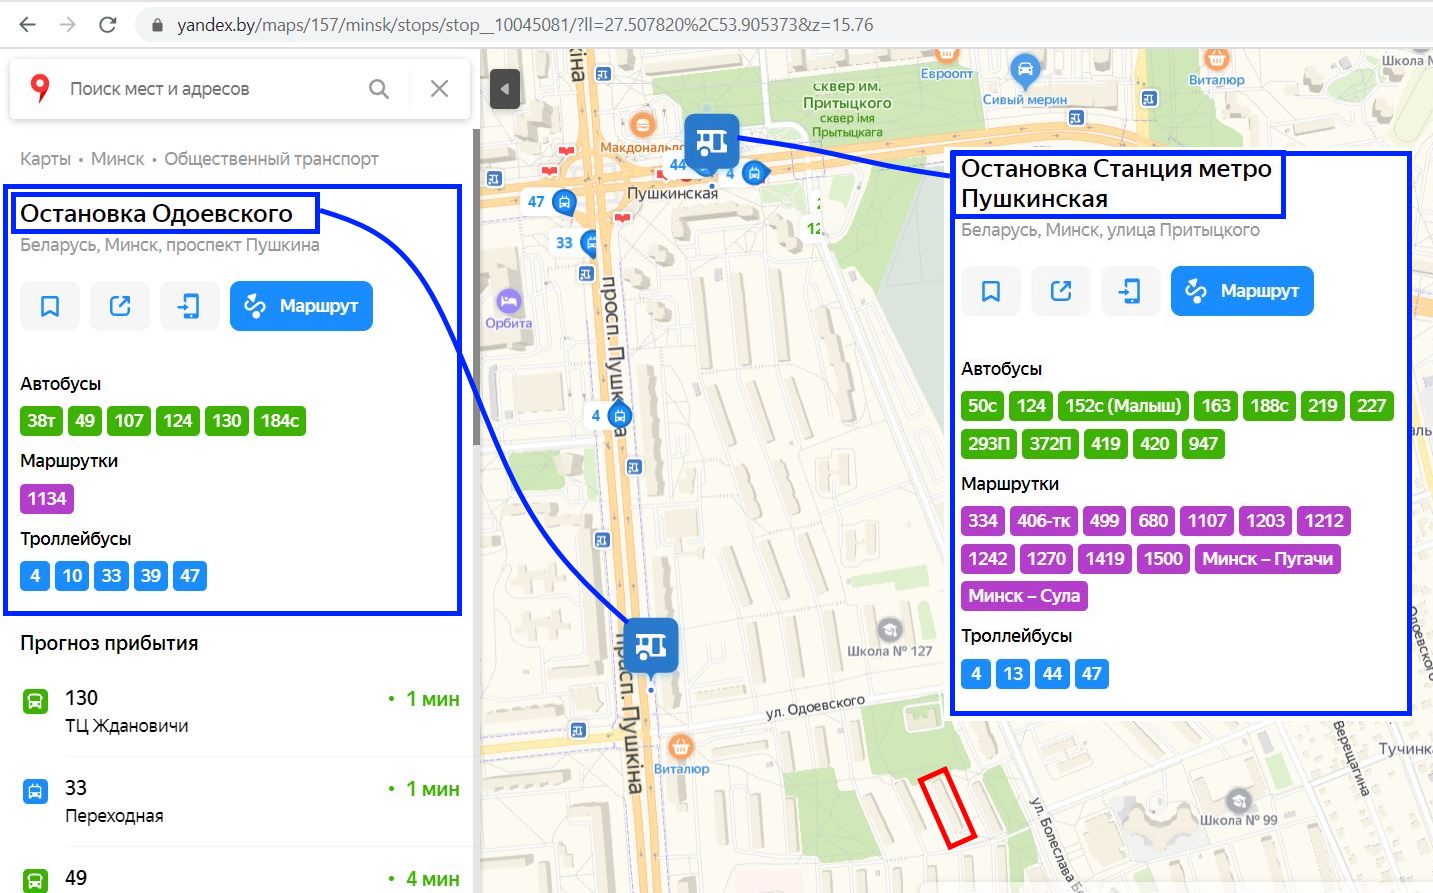 yandex.by/maps/157/minsk/stops/stop__10045081/?ll=27.507820%2C53.905373&z=15.76
Поиск мест и адресов
Карты • Минск • Общественный транспорт
Остановка Одоевского
Беларусь, Минск, проспект Пушкина
Маршрут
Автобусы
38т 49 107 124 130 184с
Маршрутки
1134
Троллейбусы
4 10 33 39 47
Прогноз прибытия
130
• 1 мин
ТЦ Ждановичи
33
• 1 мин
Переходная
49
• 4 мин
Евроопт
Сивый мерин
Виталюр
Школа №
сквер им.
Притыцкого
сквер імя
Прытыцкага
Макдональдс
44
4
Пушкинская
47
33
12
Орбита
просп. Пушкина
4
Школа № 127
ул. Одоевского
просп. Пушкіна
Виталюр
Остановка Станция метро
Пушкинская
Беларусь, Минск, улица Притыцкого
Маршрут
Автобусы
50с 124 152с (Малыш) 163 188с 219 227
293П 372П 419 420 947
Маршрутки
334 406-тк 499 680 1107 1203 1212
1242 1270 1419 1500 Минск – Пугачи
Минск – Сула
Троллейбусы
4 13 44 47
Одоевского
Верещагина
Тучинка
Школа № 99
ул. Болеслава